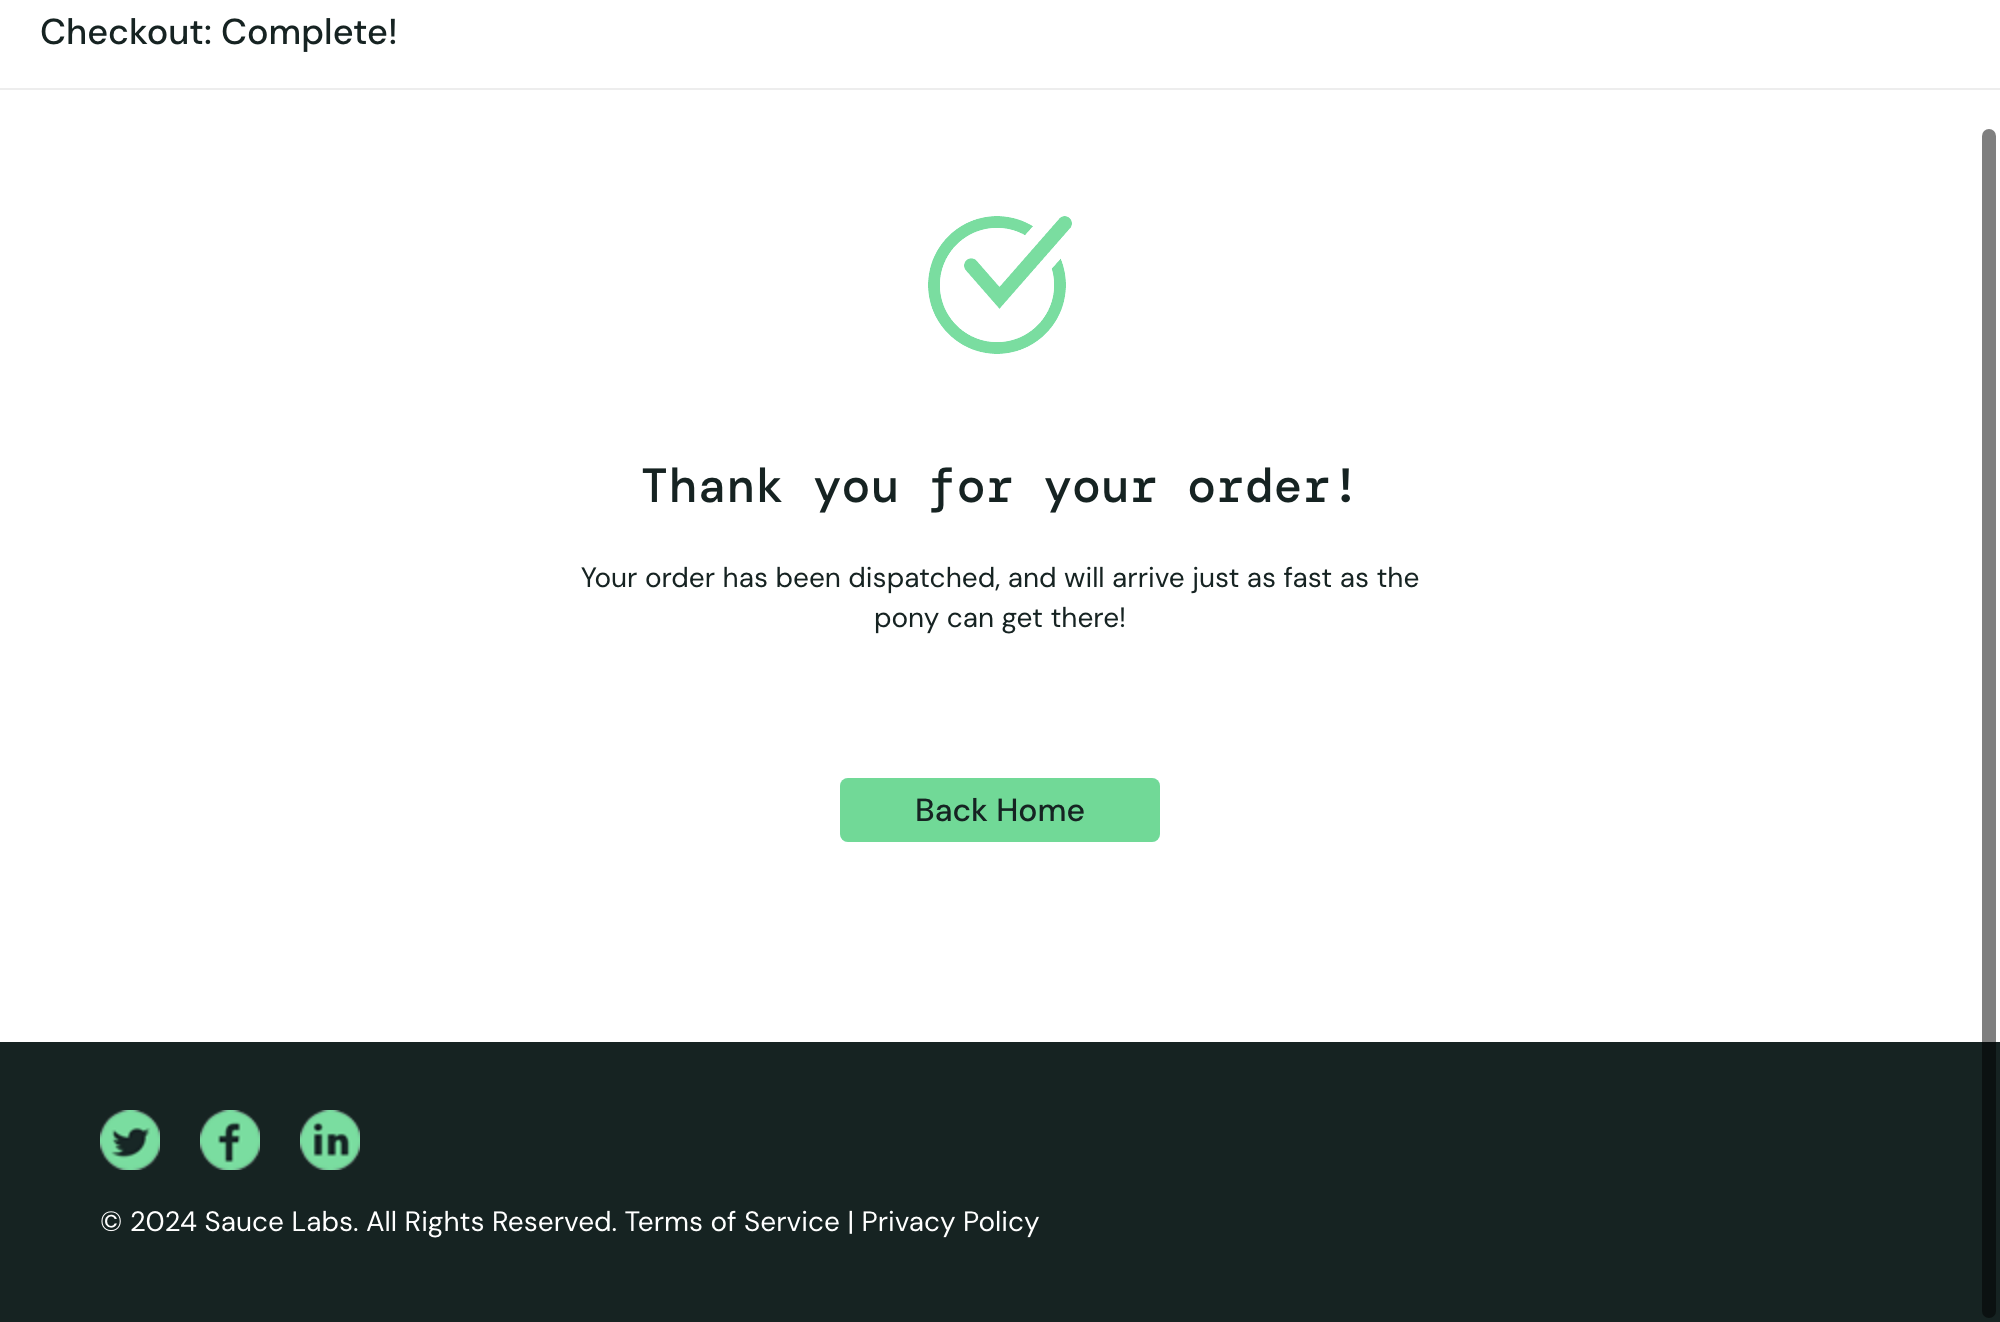 Checkout: Complete!
Thank you for your order!
Your order has been dispatched, and will arrive just as fast as the
pony can get there!
Back Home
© 2024 Sauce Labs. All Rights Reserved. Terms of Service | Privacy Policy